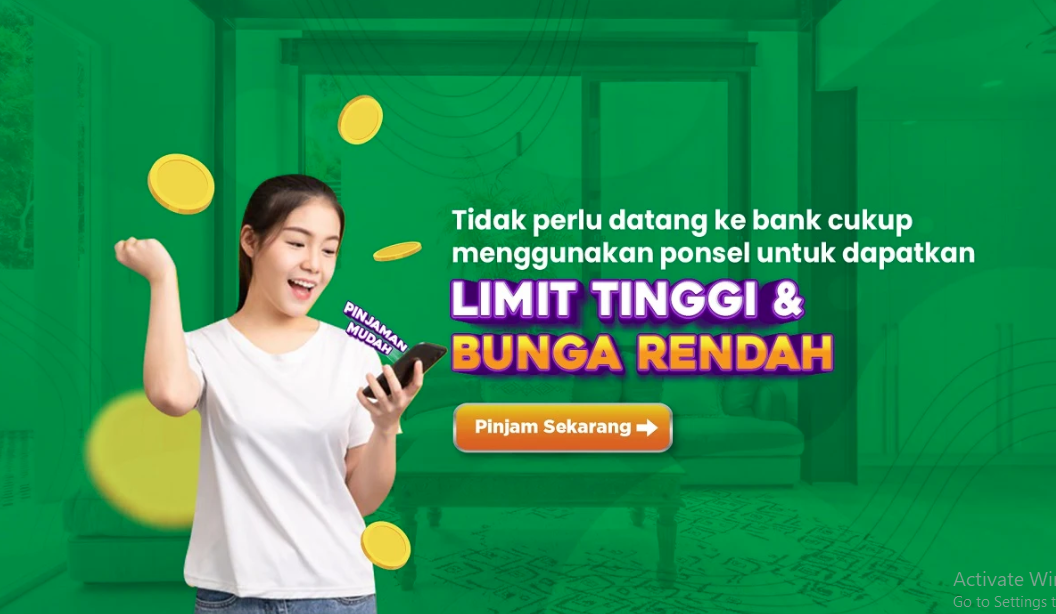 Tidak perlu datang ke bank cukup
menggunakan ponsel untuk dapatkan
LIMIT TINGGI &
BUNGA RENDAH
PINJAMAN
MUDAH
Pinjam Sekarang
Activate
Go to Settings